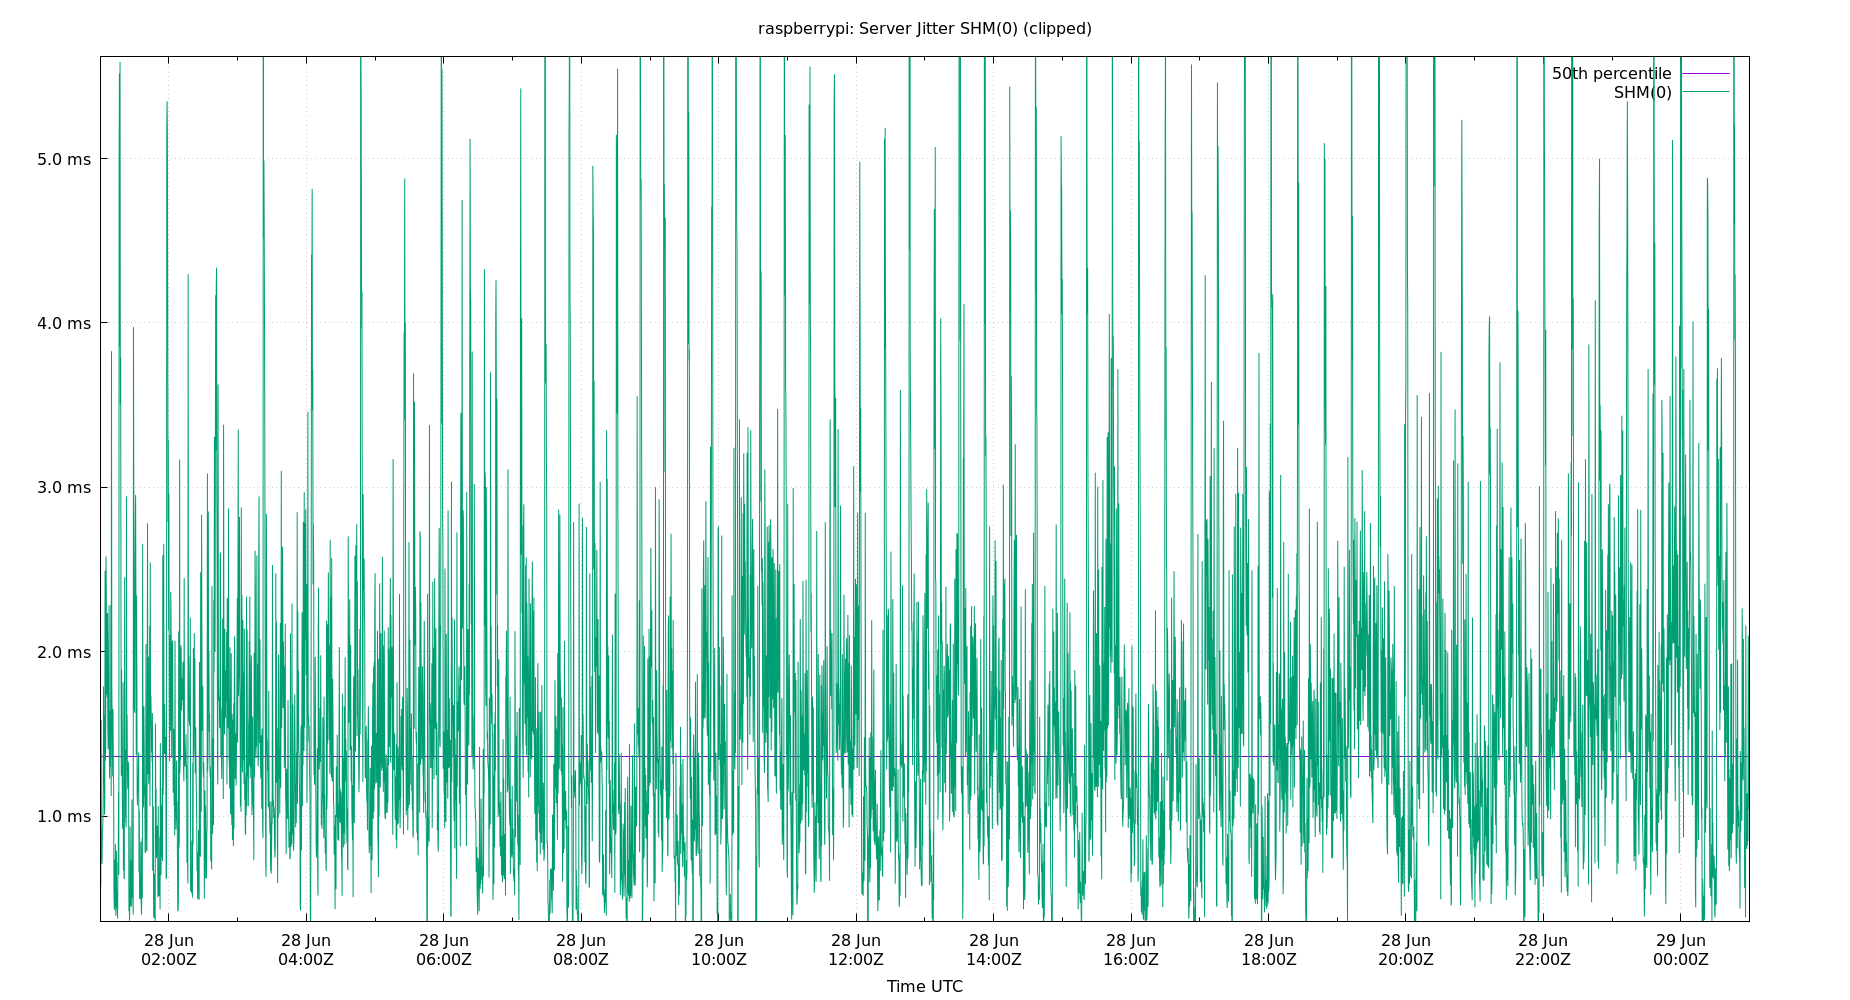 raspberrypi: Server Jitter SHM(0) (clipped)
50th percentile
SHM(0)
5.0 ms
4.0 ms
3.0 ms
2.0 ms
1.0 ms
28 Jun 28 Jun 28 Jun 28 Jun 28 Jun 28 Jun 28 Jun 28 Jun 28 Jun 28 Jun 28 Jun 29 Jun
02:00Z 04:00Z 06:00Z 08:00Z 10:00Z 12:00Z 14:00Z 16:00Z 18:00Z 20:00Z 22:00Z 00:00Z
Time UTC